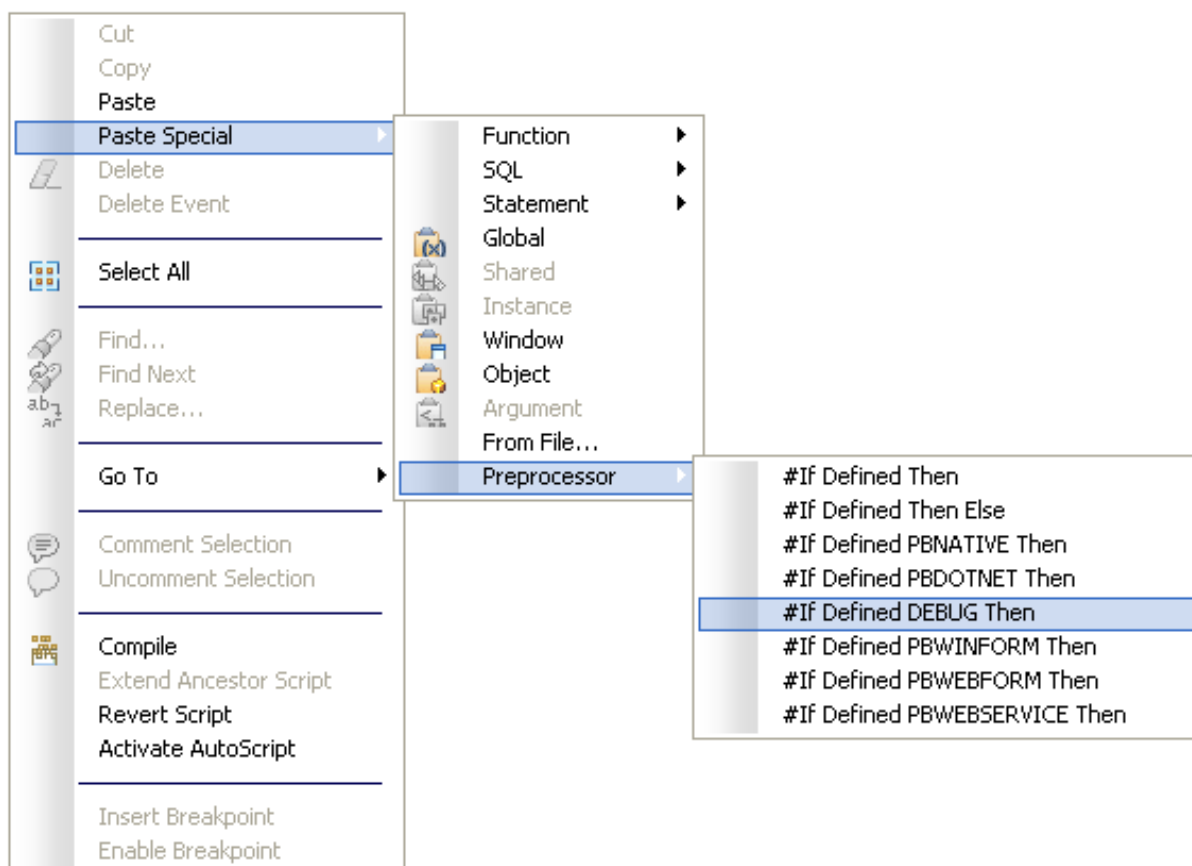 Cut
Copy
Paste
Paste Special
Delete
Delete Event
Select All
Find...
Find Next
Replace...
Go To
Comment Selection
Uncomment Selection
Compile
Extend Ancestor Script
Revert Script
Activate AutoScript
Insert Breakpoint
Enable Breakpoint
Function
SQL
Statement
Global
Shared
Instance
Window
Object
Argument
From File...
Preprocessor
#If Defined Then
#If Defined Then Else
#If Defined PBNATIVE Then
#If Defined PBDOTNET Then
#If Defined DEBUG Then
#If Defined PBWINFORM Then
#If Defined PBWEBFORM Then
#If Defined PBWEBSERVICE Then